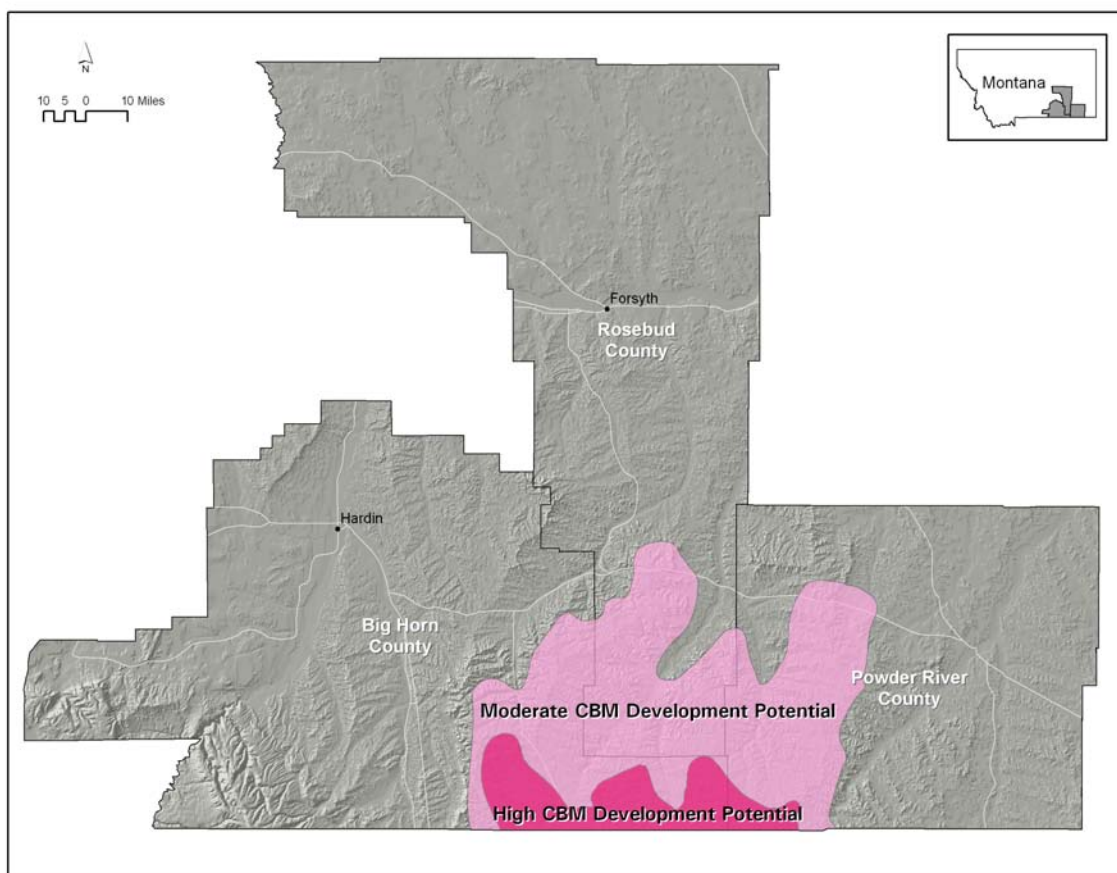 N
10 5 0 10 Miles
Montana
Forsyth
Rosebud
County
Hardin
Big Horn
County
Powder River
County
Moderate CBM Development Potential
High CBM Development Potential